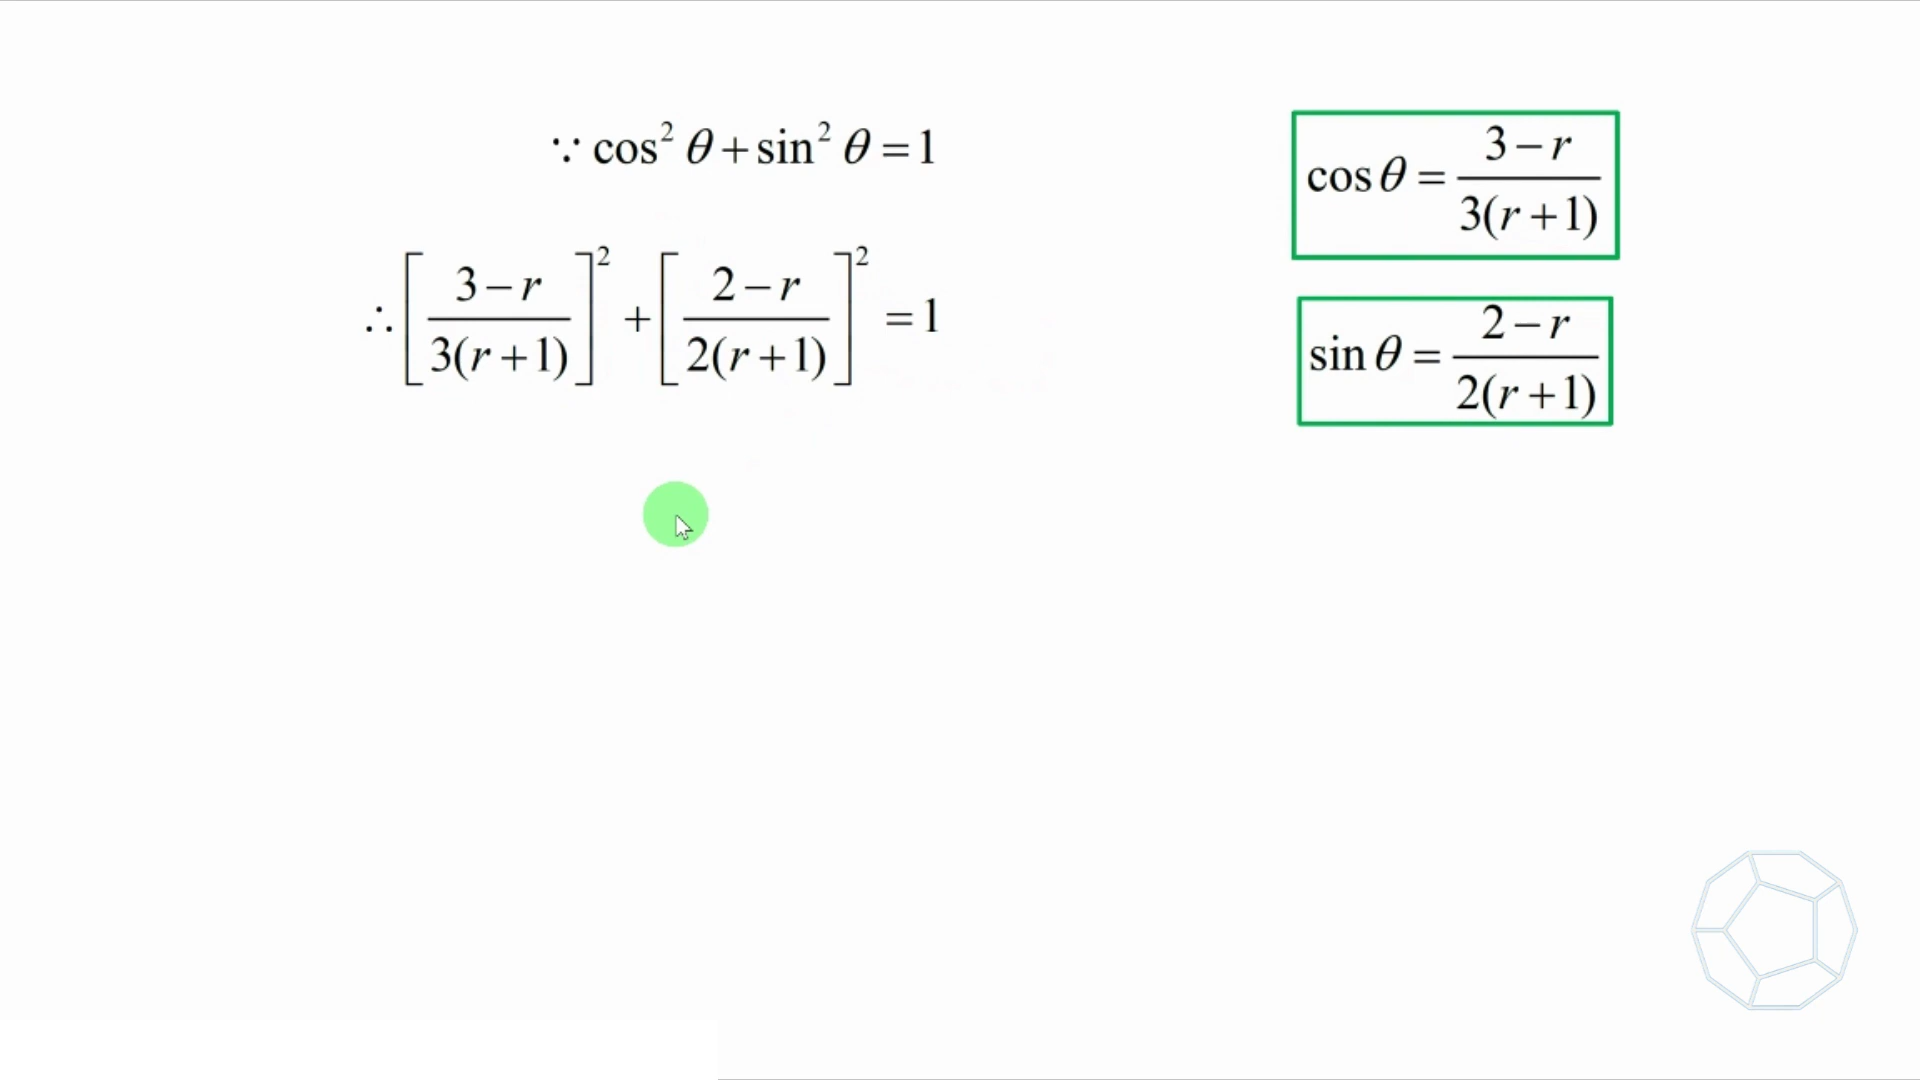 ∵ cos² θ + sin² θ = 1
∴ [(3 − r)/(3(r + 1))]² + [(2 − r)/(2(r + 1))]² = 1
cos θ = (3 − r)/(3(r + 1))
sin θ = (2 − r)/(2(r + 1))